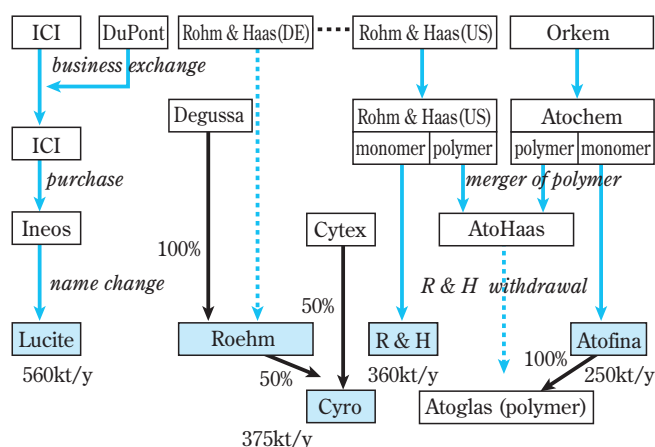 ICI
DuPont
Rohm & Haas(DE)
Rohm & Haas(US)
Orkem
business exchange
Degussa
Rohm & Haas(US)
monomer
polymer
Atochem
polymer
monomer
ICI
purchase
merger of polymer
Ineos
Cytex
AtoHaas
100%
name change
50%
R & H withdrawal
Lucite
Roehm
R & H
Atofina
560kt/y
50%
360kt/y
100%
250kt/y
Cyro
Atoglas (polymer)
375kt/y